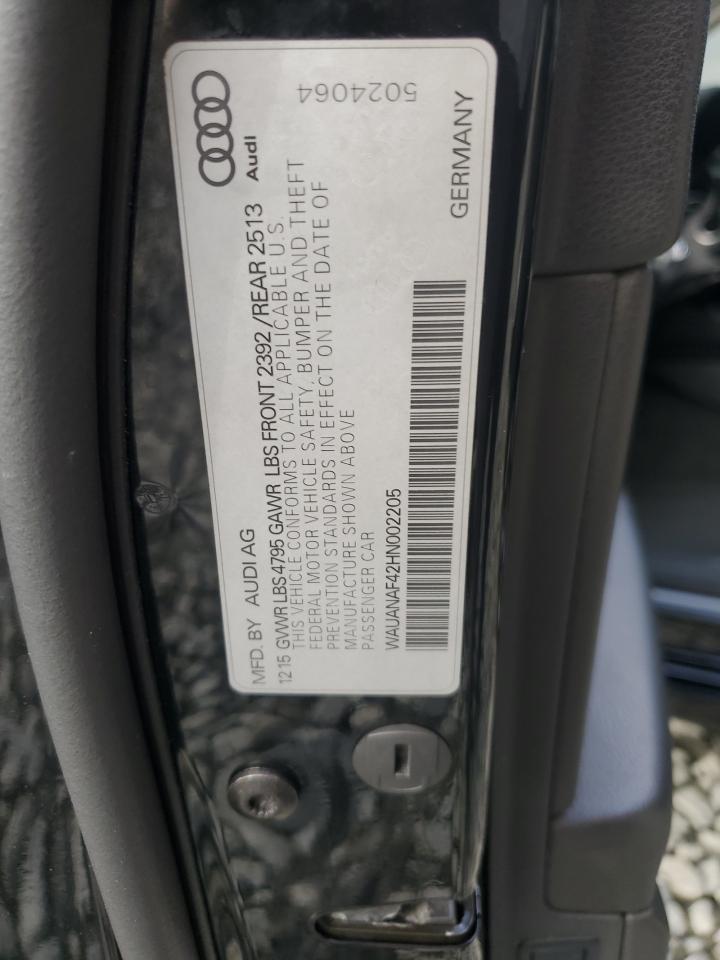 MFD. BY AUDI AG
Audi
12 15 GVWR LBS 4795 GAWR LBS FRONT 2392 /REAR 2513
THIS VEHICLE CONFORMS TO ALL APPLICABLE U.S.
FEDERAL MOTOR VEHICLE SAFETY, BUMPER AND THEFT
PREVENTION STANDARDS IN EFFECT ON THE DATE OF
MANUFACTURE SHOWN ABOVE
PASSENGER CAR
WAUANAF42HN002205
5024064
GERMANY